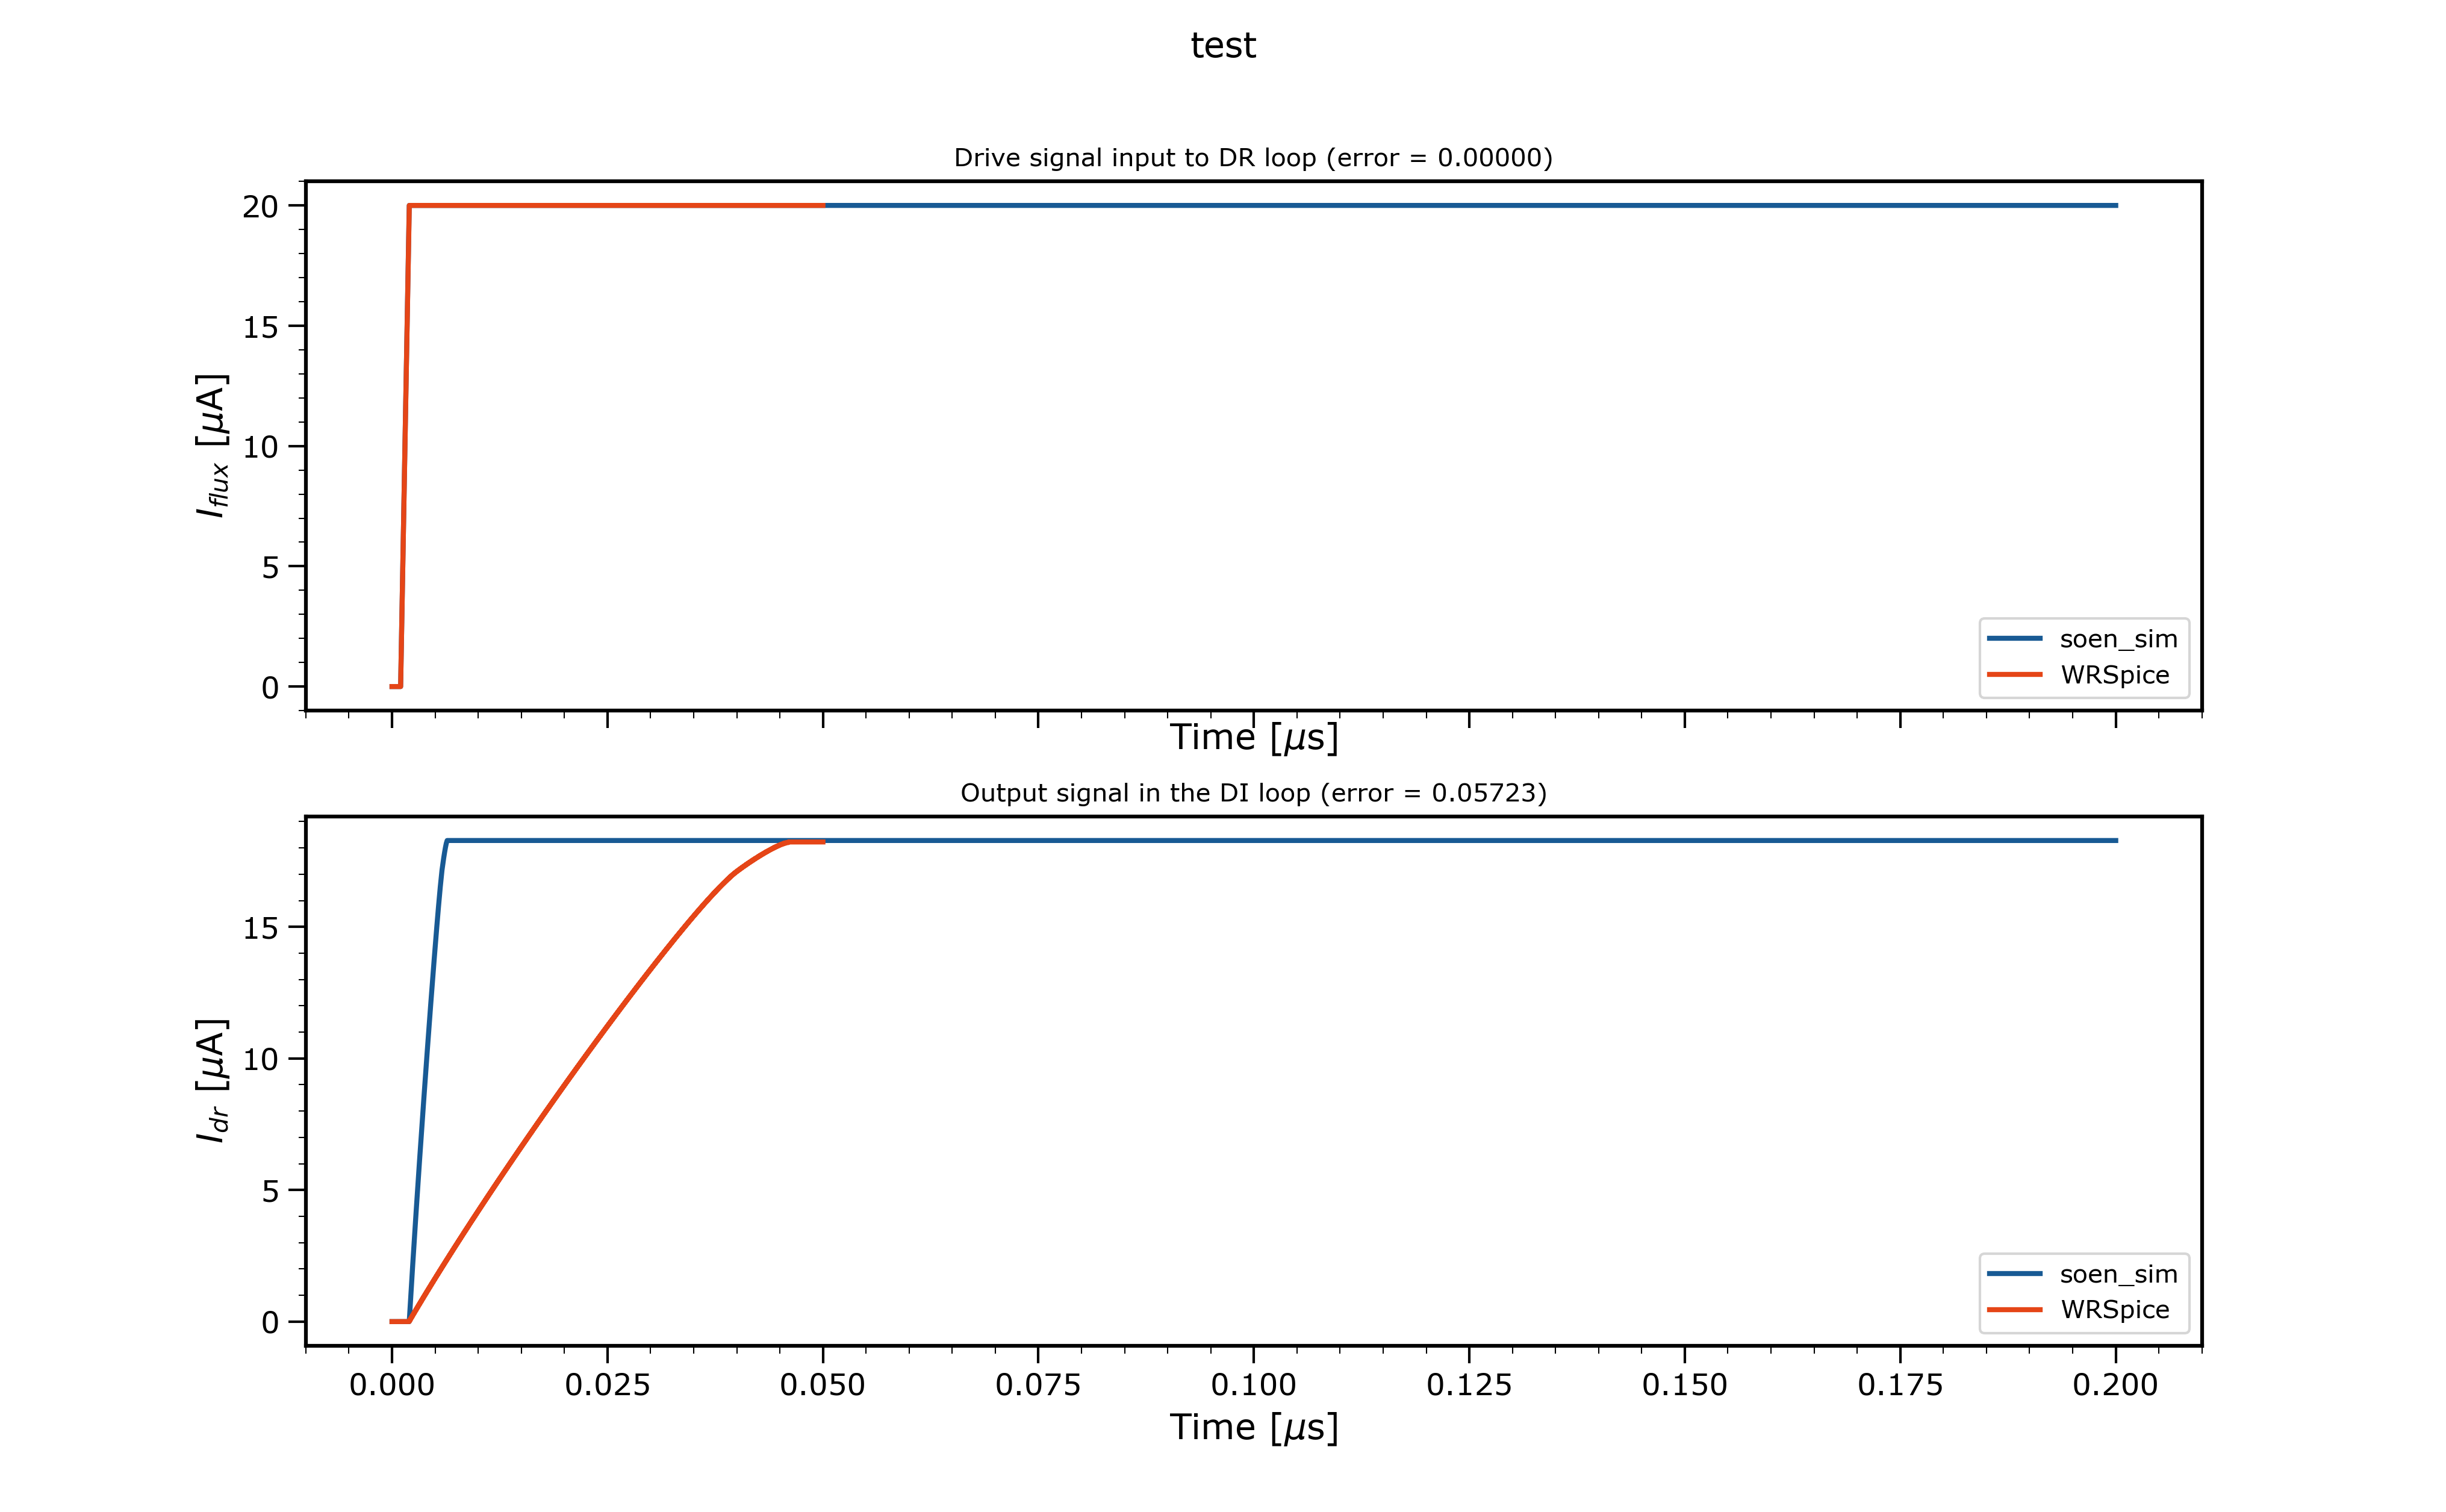 test
Drive signal input to DR loop (error = 0.00000)
20
15
10
5
0
I_flux [μA]
soen_sim
WRSpice
Time [μs]
Output signal in the DI loop (error = 0.05723)
15
10
5
0
I_dr [μA]
soen_sim
WRSpice
0.000 0.025 0.050 0.075 0.100 0.125 0.150 0.175 0.200
Time [μs]